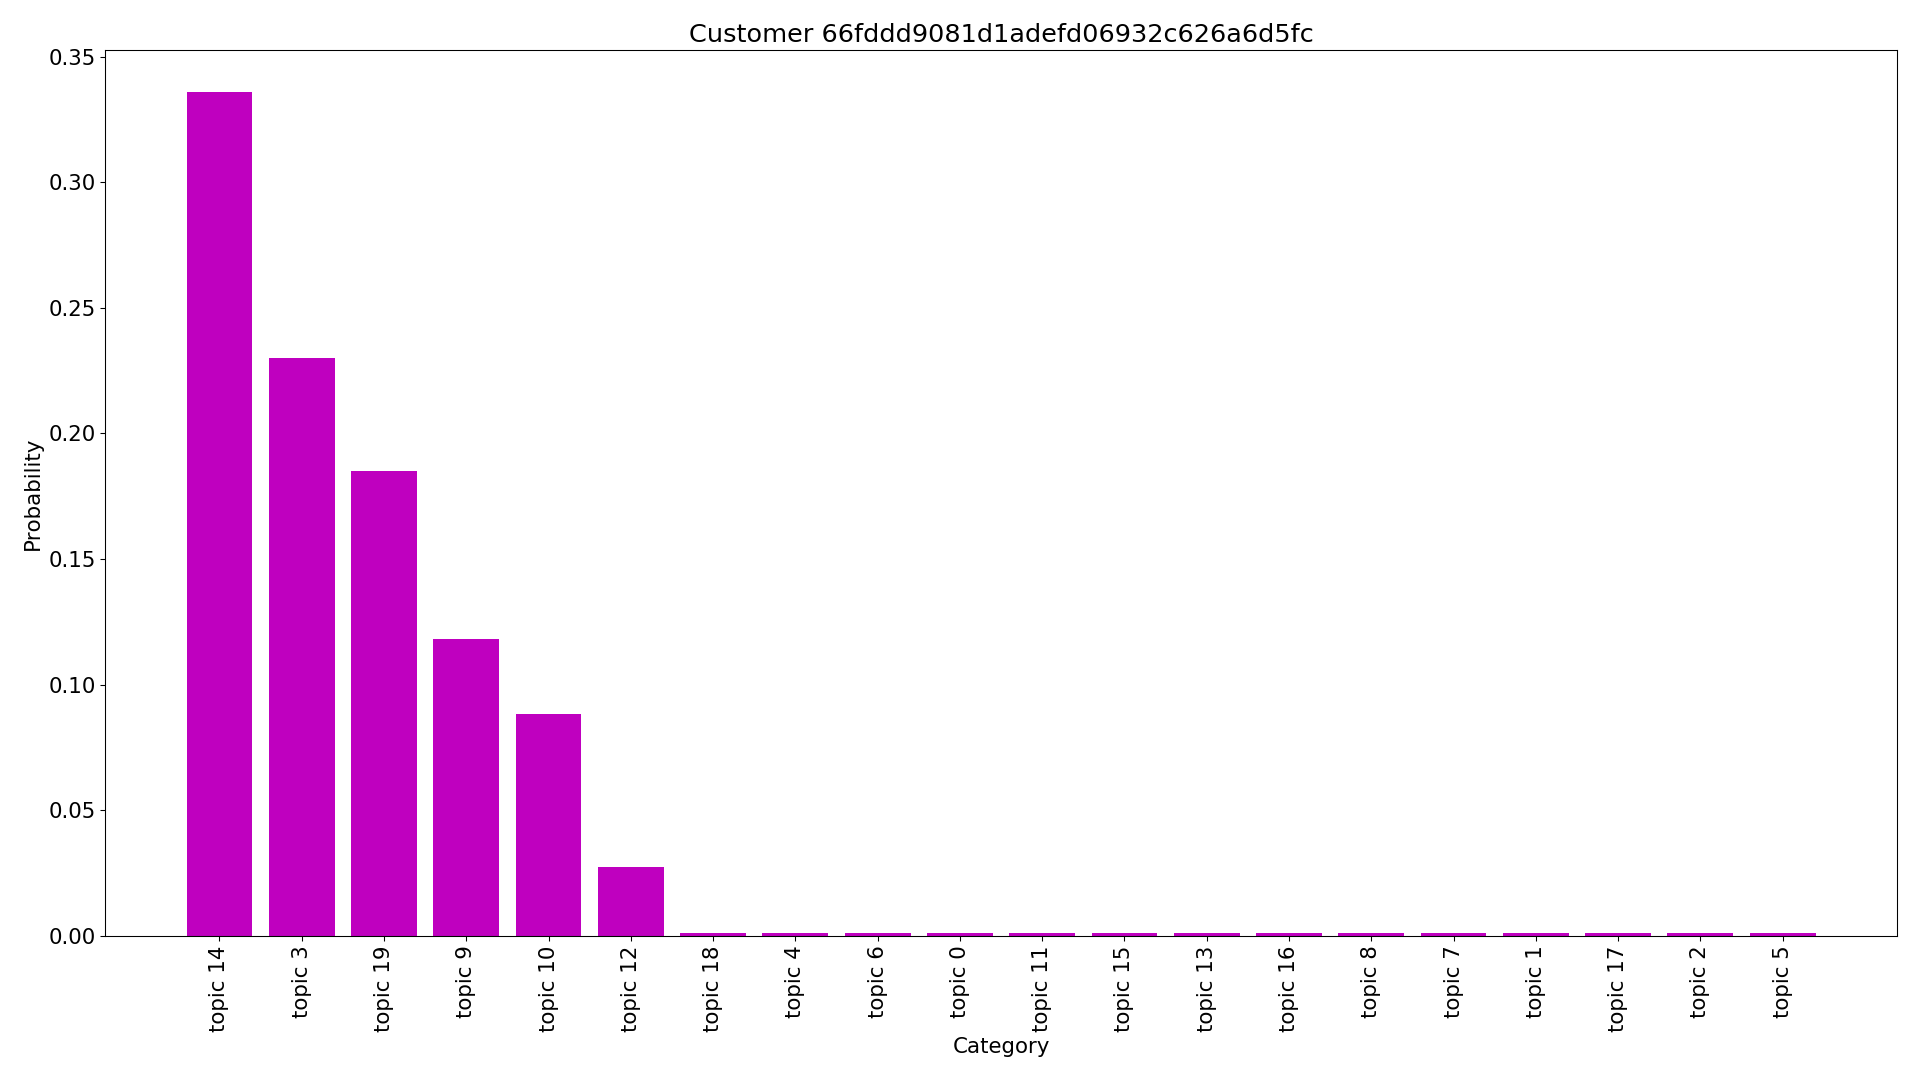 Customer 66fddd9081d1adefd06932c626a6d5fc
0.35
0.30
0.25
0.20
0.15
0.10
0.05
0.00
Probability
topic 14
topic 3
topic 19
topic 9
topic 10
topic 12
topic 18
topic 4
topic 6
topic 0
topic 11
topic 15
topic 13
topic 16
topic 8
topic 7
topic 1
topic 17
topic 2
topic 5
Category